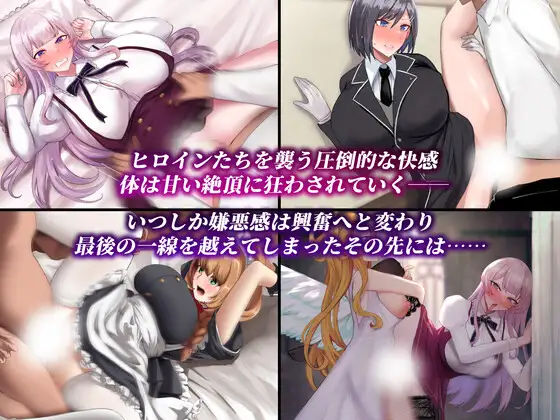 ヒロインたちを襲う圧倒的な快感
体は甘い絶頂に狂わされていく――
いつしか嫌悪感は興奮へと変わり
最後の一線を越えてしまったその先には……